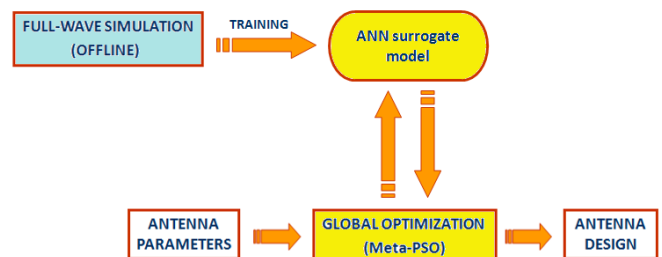 FULL-WAVE SIMULATION
(OFFLINE)
TRAINING
ANN surrogate
model
ANTENNA
PARAMETERS
GLOBAL OPTIMIZATION
(Meta-PSO)
ANTENNA
DESIGN